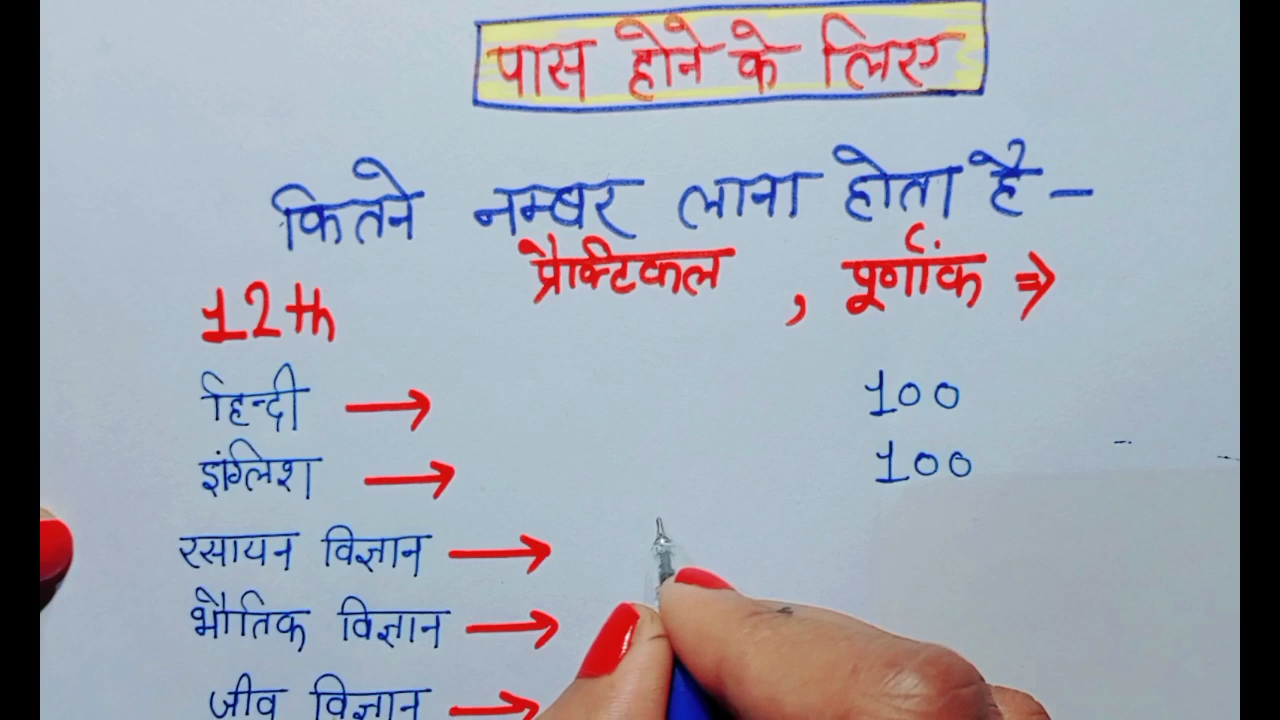 पास होने के लिए
कितने नम्बर लाना होता है -
12th प्रैक्टिकल , पूर्णांक ⇒
हिन्दी → 100
इंग्लिश → 100
रसायन विज्ञान →
भौतिक विज्ञान →
जीव विज्ञान →